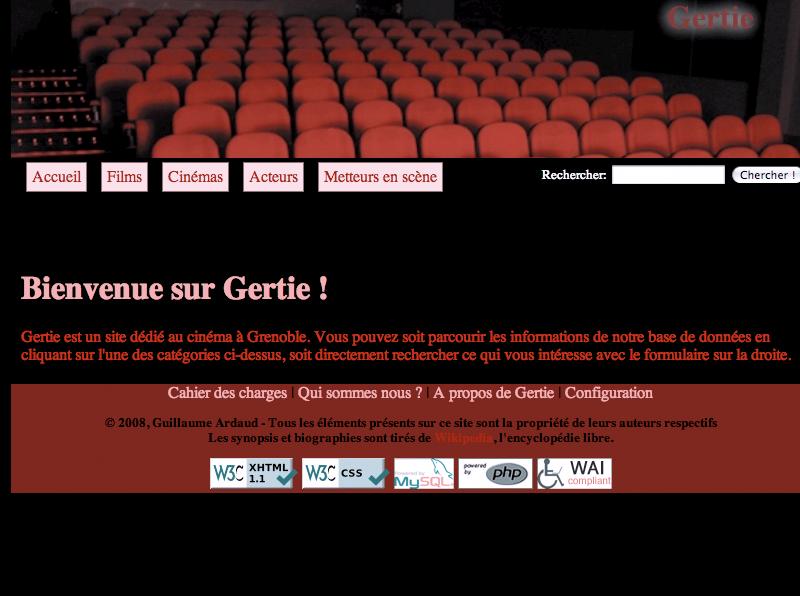 Gertie
Accueil Films Cinémas Acteurs Metteurs en scène Rechercher: Chercher !
Bienvenue sur Gertie !
Gertie est un site dédié au cinéma à Grenoble. Vous pouvez soit parcourir les informations de notre base de données en
cliquant sur l'une des catégories ci-dessus, soit directement rechercher ce qui vous intéresse avec le formulaire sur la droite.
Cahier des charges | Qui sommes nous ? | A propos de Gertie | Configuration
© 2008, Guillaume Ardaud - Tous les éléments présents sur ce site sont la propriété de leurs auteurs respectifs
Les synopsis et biographies sont tirés de Wikipedia, l'encyclopédie libre.
W3C XHTML 1.1 W3C CSS Powered by MySQL powered by php WAI compliant